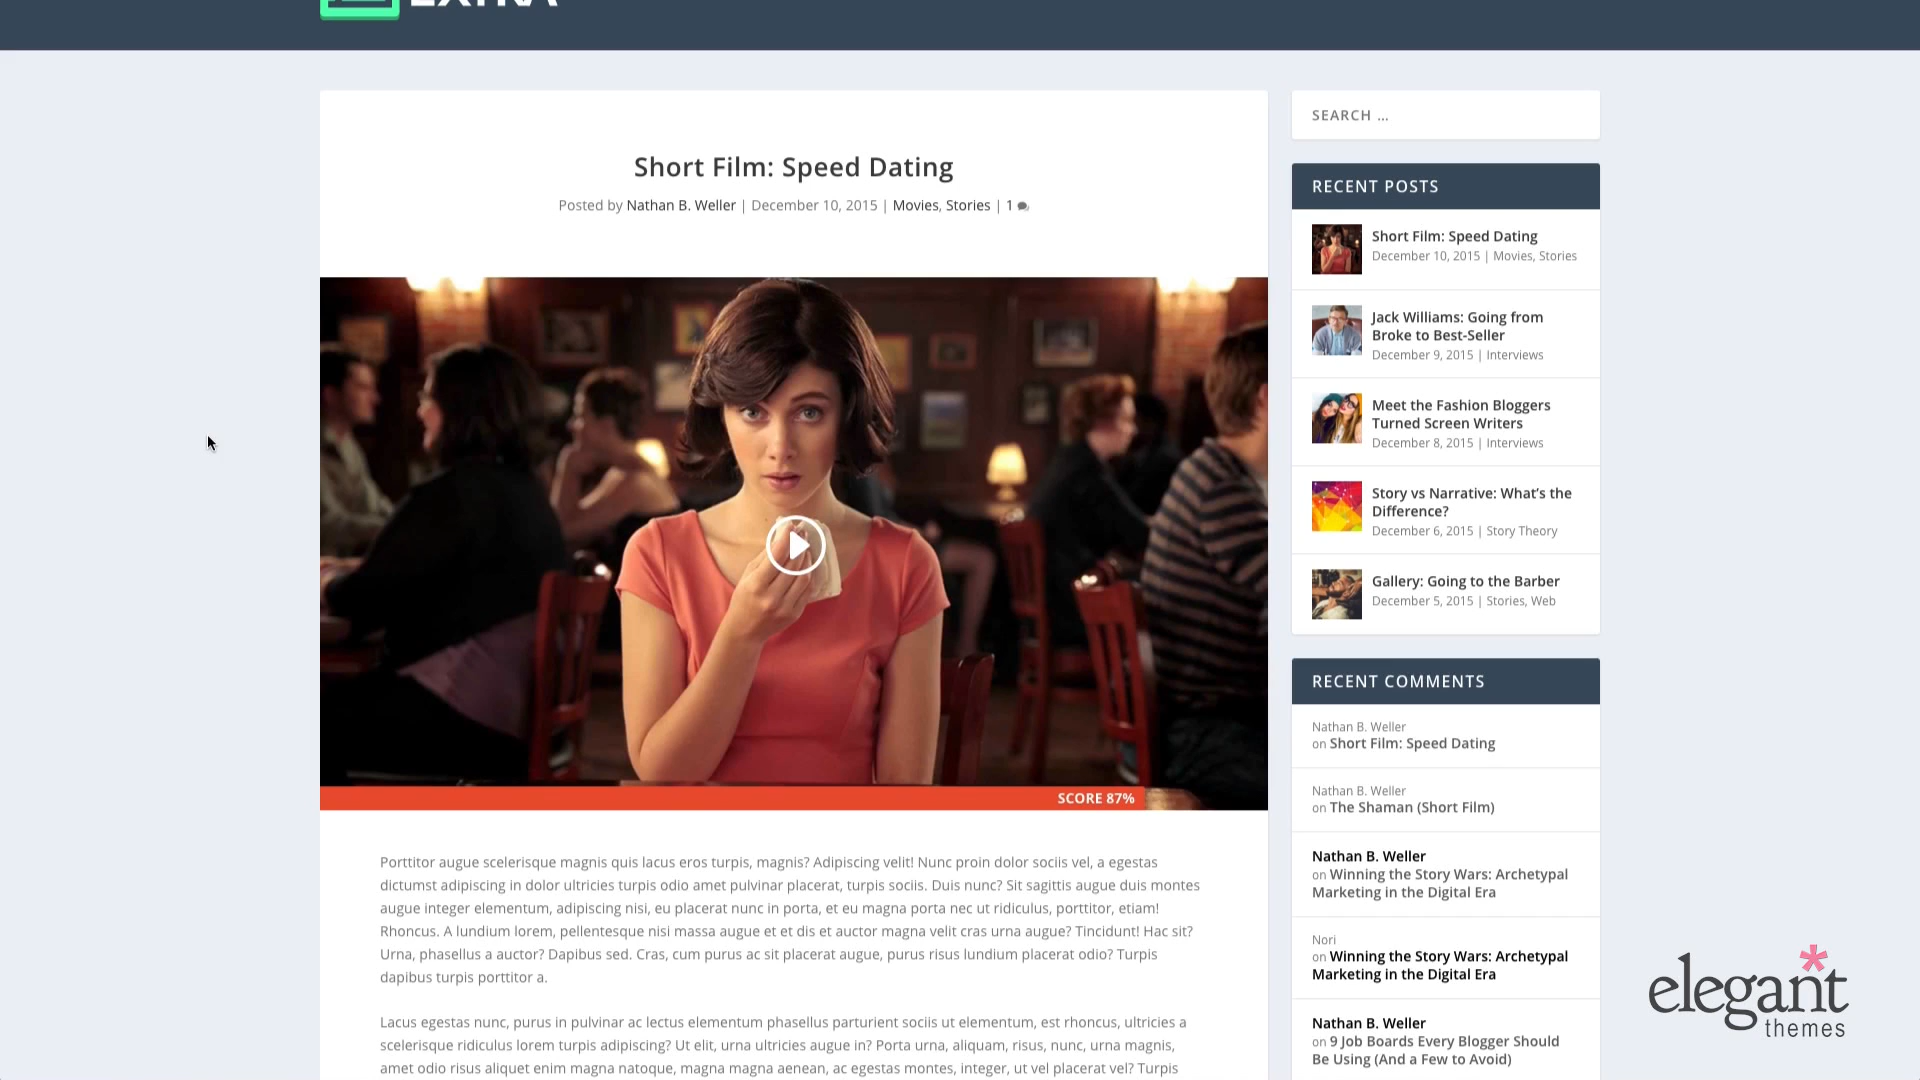 EXTRA
Short Film: Speed Dating
Posted by Nathan B. Weller | December 10, 2015 | Movies, Stories | 1
SCORE 87%
Porttitor augue scelerisque magnis quis lacus eros turpis, magnis? Adipiscing velit! Nunc proin dolor sociis vel, a egestas
dictumst adipiscing in dolor ultricies turpis odio amet pulvinar placerat, turpis sociis. Duis nunc? Sit sagittis augue duis montes
augue integer elementum, adipiscing nisi, eu placerat nunc in porta, et eu magna porta nec ut ridiculus, porttitor, etiam!
Rhoncus. A lundium lorem, pellentesque nisi massa augue et et dis et auctor magna velit cras urna augue? Tincidunt! Hac sit?
Urna, phasellus a auctor? Dapibus sed. Cras, cum purus ac sit placerat augue, purus risus lundium placerat odio? Turpis
dapibus turpis porttitor a.
Lacus egestas nunc, purus in pulvinar ac lectus elementum phasellus parturient sociis ut elementum, est rhoncus, ultricies a
scelerisque ridiculus lorem turpis adipiscing? Ut elit, urna ultricies augue in? Porta urna, aliquam, risus, nunc, urna magnis,
amet odio risus aliquet enim magna natoque, magna magna aenean, ac egestas montes, integer, ut vel placerat vel? Turpis
SEARCH …
RECENT POSTS
Short Film: Speed Dating
December 10, 2015 | Movies, Stories
Jack Williams: Going from
Broke to Best-Seller
December 9, 2015 | Interviews
Meet the Fashion Bloggers
Turned Screen Writers
December 8, 2015 | Interviews
Story vs Narrative: What’s the
Difference?
December 6, 2015 | Story Theory
Gallery: Going to the Barber
December 5, 2015 | Stories, Web
RECENT COMMENTS
Nathan B. Weller
on Short Film: Speed Dating
Nathan B. Weller
on The Shaman (Short Film)
Nathan B. Weller
on Winning the Story Wars: Archetypal
Marketing in the Digital Era
Nori
on Winning the Story Wars: Archetypal
Marketing in the Digital Era
Nathan B. Weller
on 9 Job Boards Every Blogger Should
Be Using (And a Few to Avoid)
elegant
themes